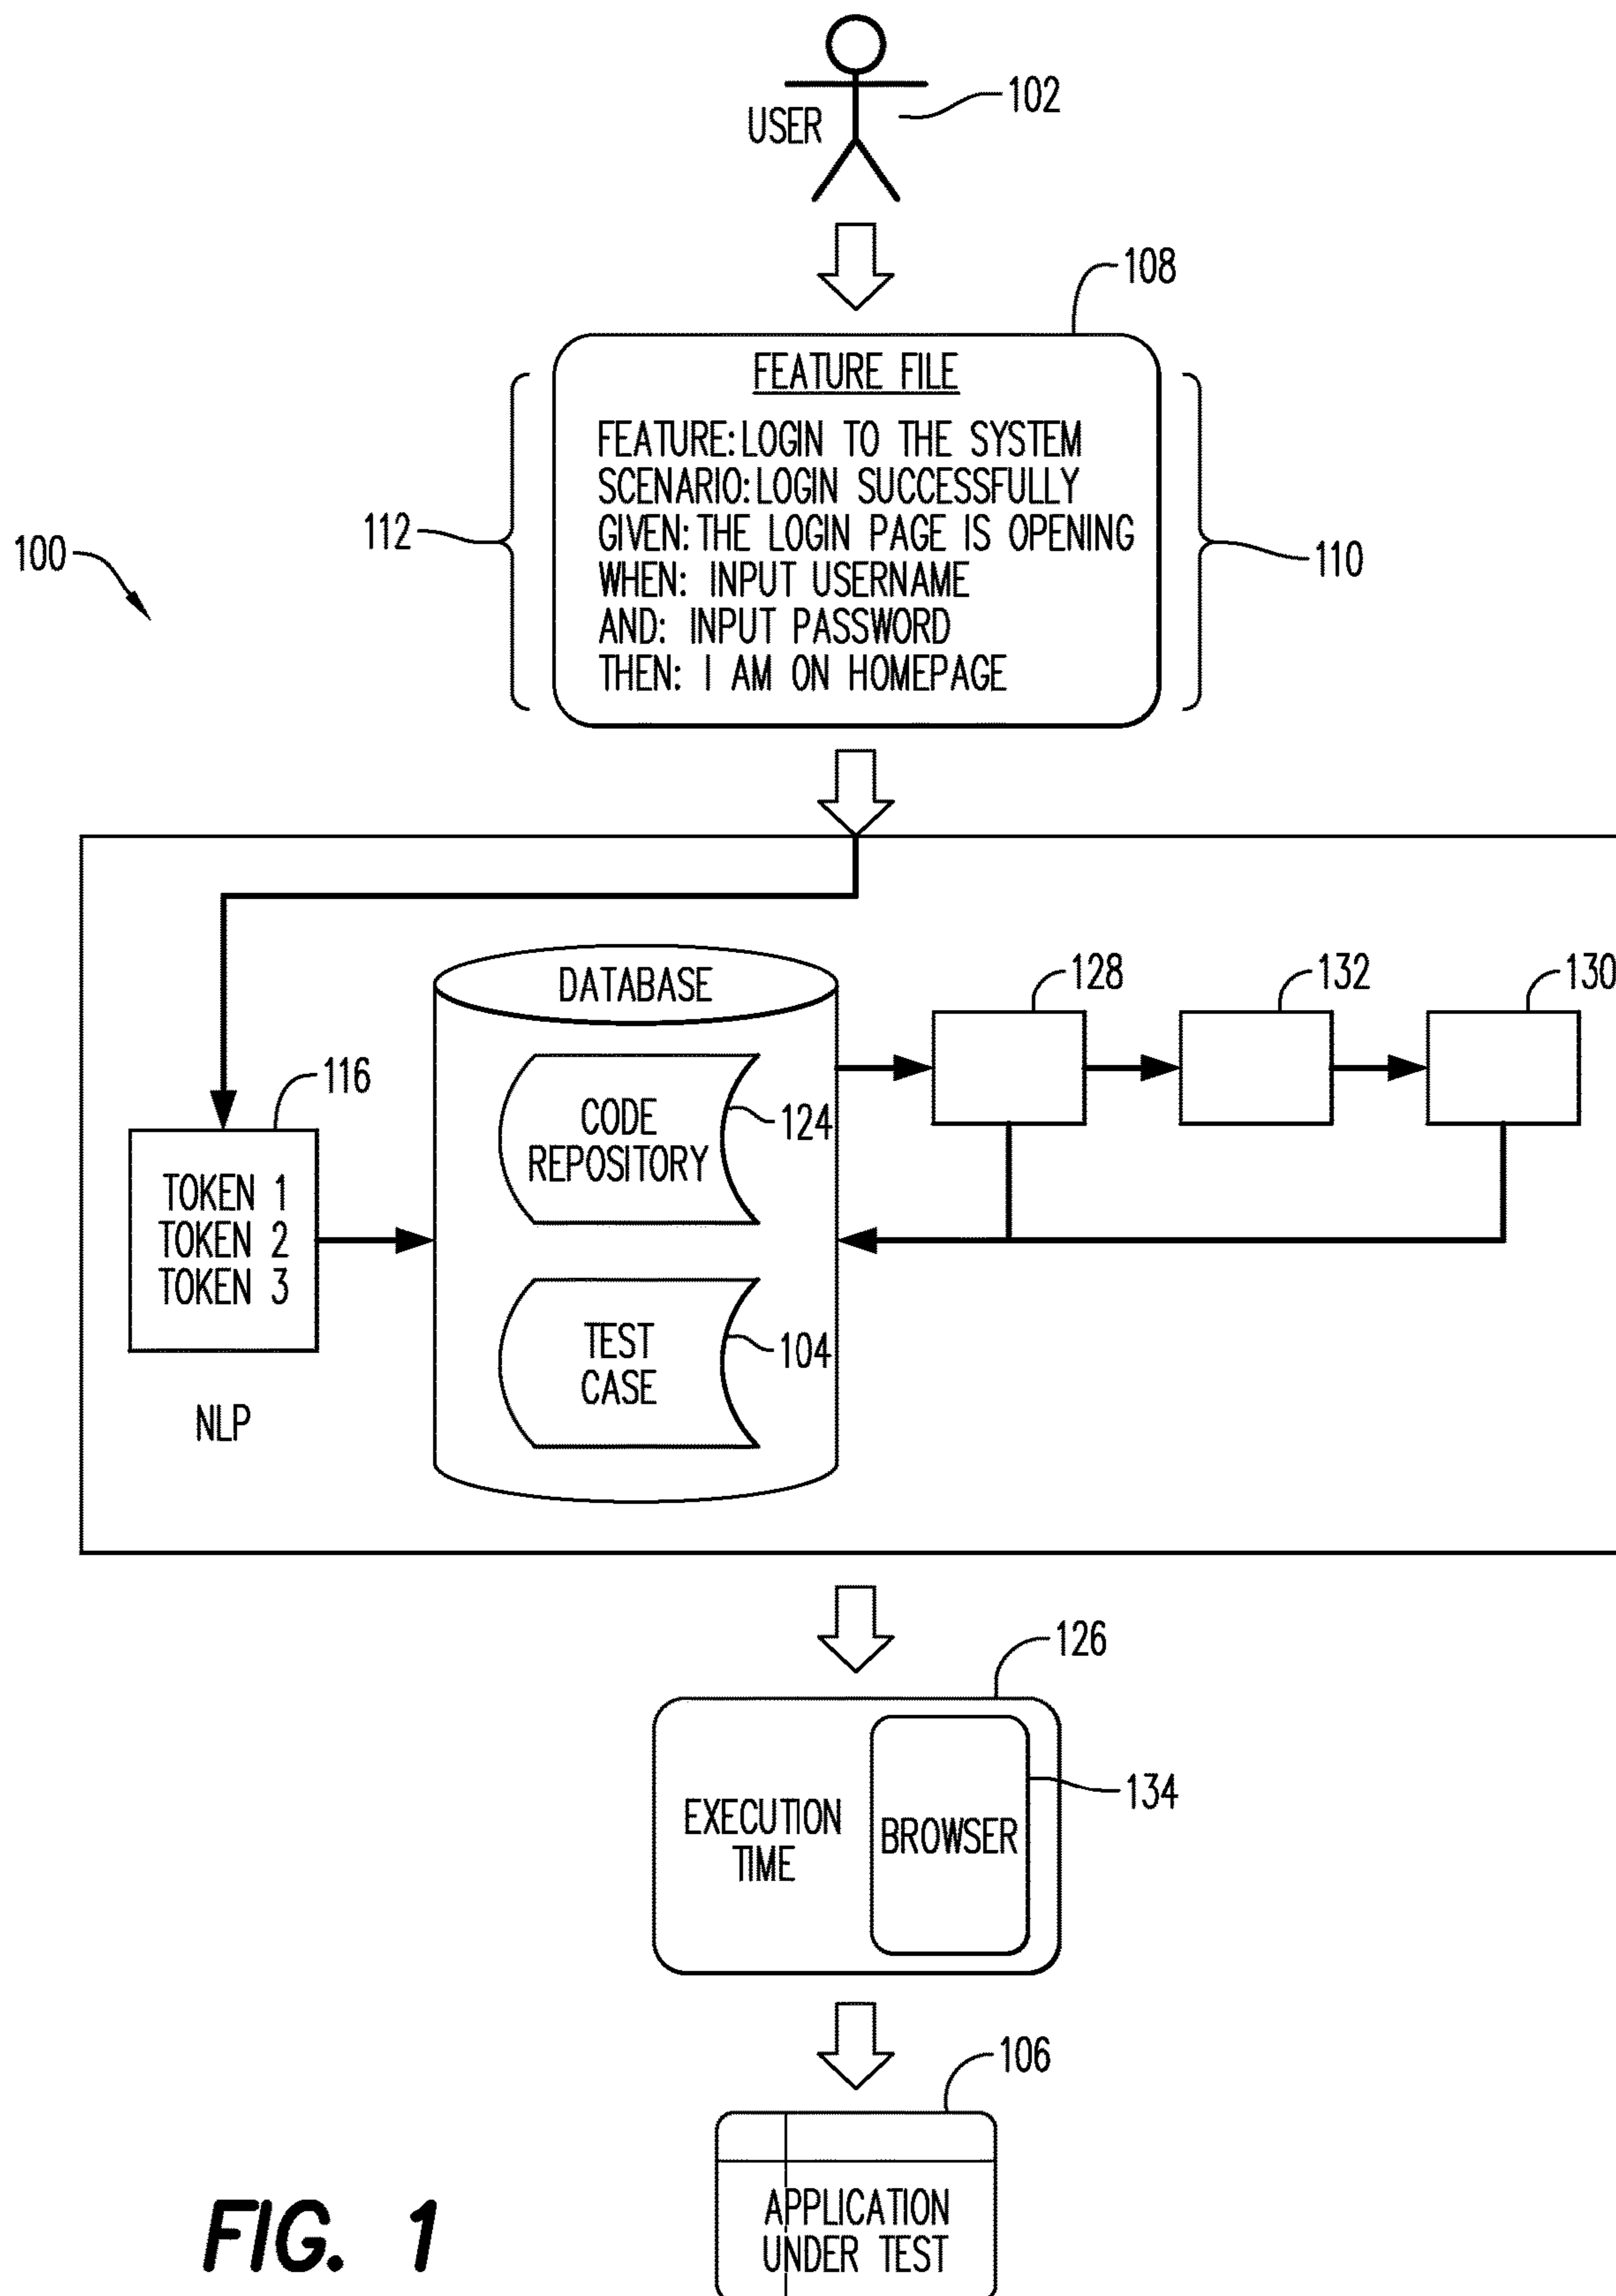 USER
102
108
FEATURE FILE
FEATURE: LOGIN TO THE SYSTEM
SCENARIO: LOGIN SUCCESSFULLY
GIVEN: THE LOGIN PAGE IS OPENING
WHEN: INPUT USERNAME
AND: INPUT PASSWORD
THEN: I AM ON HOMEPAGE
112
110
100
DATABASE
128
132
130
116
CODE
REPOSITORY
124
TOKEN 1
TOKEN 2
TOKEN 3
TEST
CASE
104
NLP
126
EXECUTION
TIME
BROWSER
134
106
APPLICATION
UNDER TEST
FIG. 1